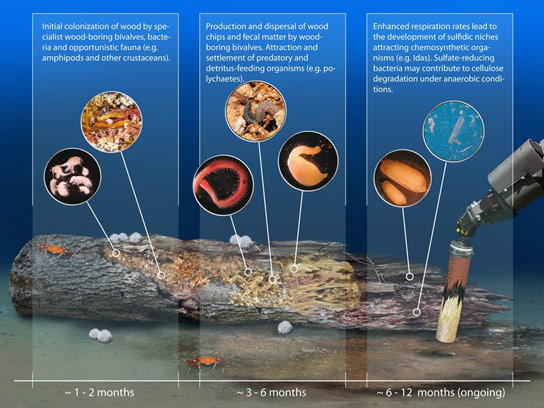 Initial colonization of wood by spe-
cialist wood-boring bivalves, bacte-
ria and opportunistic fauna (e.g.
amphipods and other crustaceans).
Production and dispersal of wood
chips and fecal matter by wood-
boring bivalves. Attraction and
settlement of predatory and
detritus-feeding organisms (e.g. po-
lychaetes).
Enhanced respiration rates lead to
the development of sulfidic niches
attracting chemosynthetic orga-
nisms (e.g. Idas). Sulfate-reducing
bacteria may contribute to cellulose
degradation under anaerobic condi-
tions.
~ 1 - 2 months
~ 3 - 6 months
~ 6 - 12 months (ongoing)